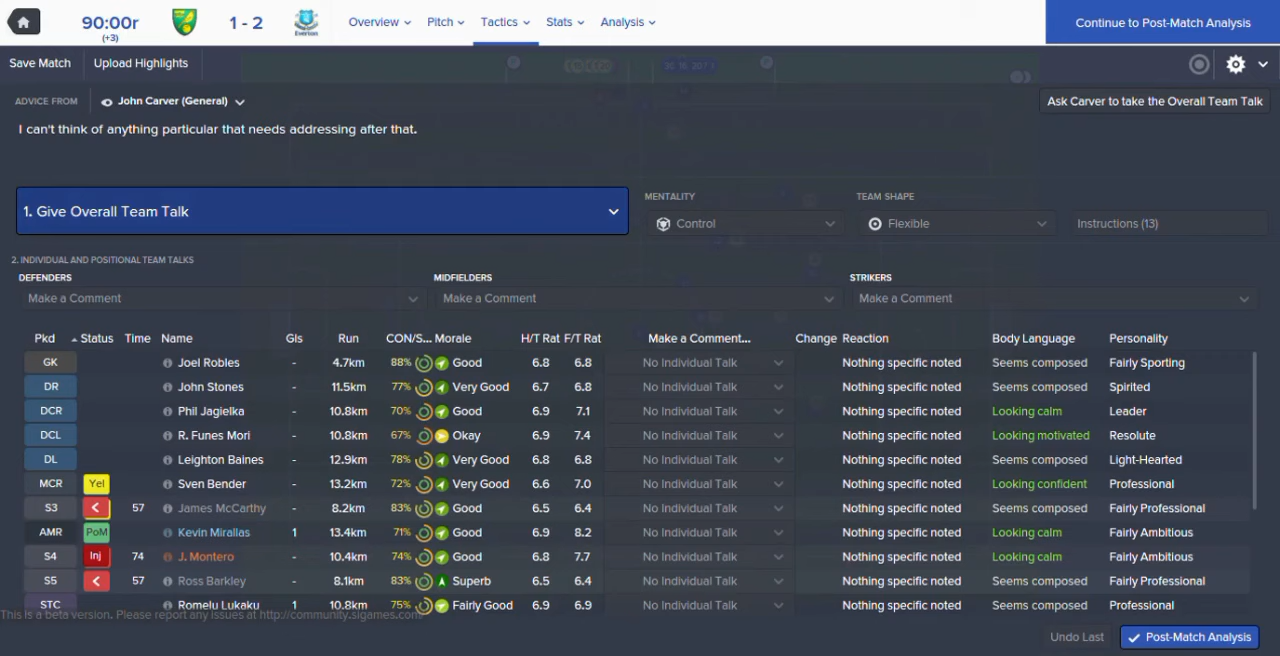 90:00r
(+3)
1 - 2
Everton
Overview
Pitch
Tactics
Stats
Analysis
Continue to Post-Match Analysis
Save Match
Upload Highlights
ADVICE FROM
John Carver (General)
Ask Carver to take the Overall Team Talk
I can't think of anything particular that needs addressing after that.
1. Give Overall Team Talk
MENTALITY
Control
TEAM SHAPE
Flexible
Instructions (13)
2. INDIVIDUAL AND POSITIONAL TEAM TALKS
DEFENDERS
Make a Comment
MIDFIELDERS
Make a Comment
STRIKERS
Make a Comment
Pkd Status Time Name Gls Run CON/S... Morale H/T Rat F/T Rat Make a Comment... Change Reaction Body Language Personality
GK Joel Robles - 4.7km 88% Good 6.8 6.8 No Individual Talk Nothing specific noted Seems composed Fairly Sporting
DR John Stones - 11.5km 77% Very Good 6.7 6.8 No Individual Talk Nothing specific noted Seems composed Spirited
DCR Phil Jagielka - 10.8km 70% Good 6.9 7.1 No Individual Talk Nothing specific noted Looking calm Leader
DCL R. Funes Mori - 10.8km 67% Okay 6.9 7.4 No Individual Talk Nothing specific noted Looking motivated Resolute
DL Leighton Baines - 12.9km 78% Very Good 6.8 6.8 No Individual Talk Nothing specific noted Seems composed Light-Hearted
MCR Yel Sven Bender - 13.2km 72% Very Good 6.6 7.0 No Individual Talk Nothing specific noted Looking confident Professional
S3 57 James McCarthy - 8.2km 83% Good 6.5 6.4 No Individual Talk Nothing specific noted Seems composed Fairly Professional
AMR PoM Kevin Mirallas 1 13.4km 71% Good 6.9 8.2 No Individual Talk Nothing specific noted Looking calm Fairly Ambitious
S4 Inj 74 J. Montero - 10.4km 74% Good 6.8 7.7 No Individual Talk Nothing specific noted Looking calm Fairly Ambitious
S5 57 Ross Barkley - 8.1km 83% Superb 6.5 6.4 No Individual Talk Nothing specific noted Seems composed Fairly Professional
STC Romelu Lukaku 1 10.8km 75% Fairly Good 6.9 6.9 No Individual Talk Nothing specific noted Seems composed Professional
This is a beta version. Please report any issues at http://community.sigames.com/
Undo Last
Post-Match Analysis